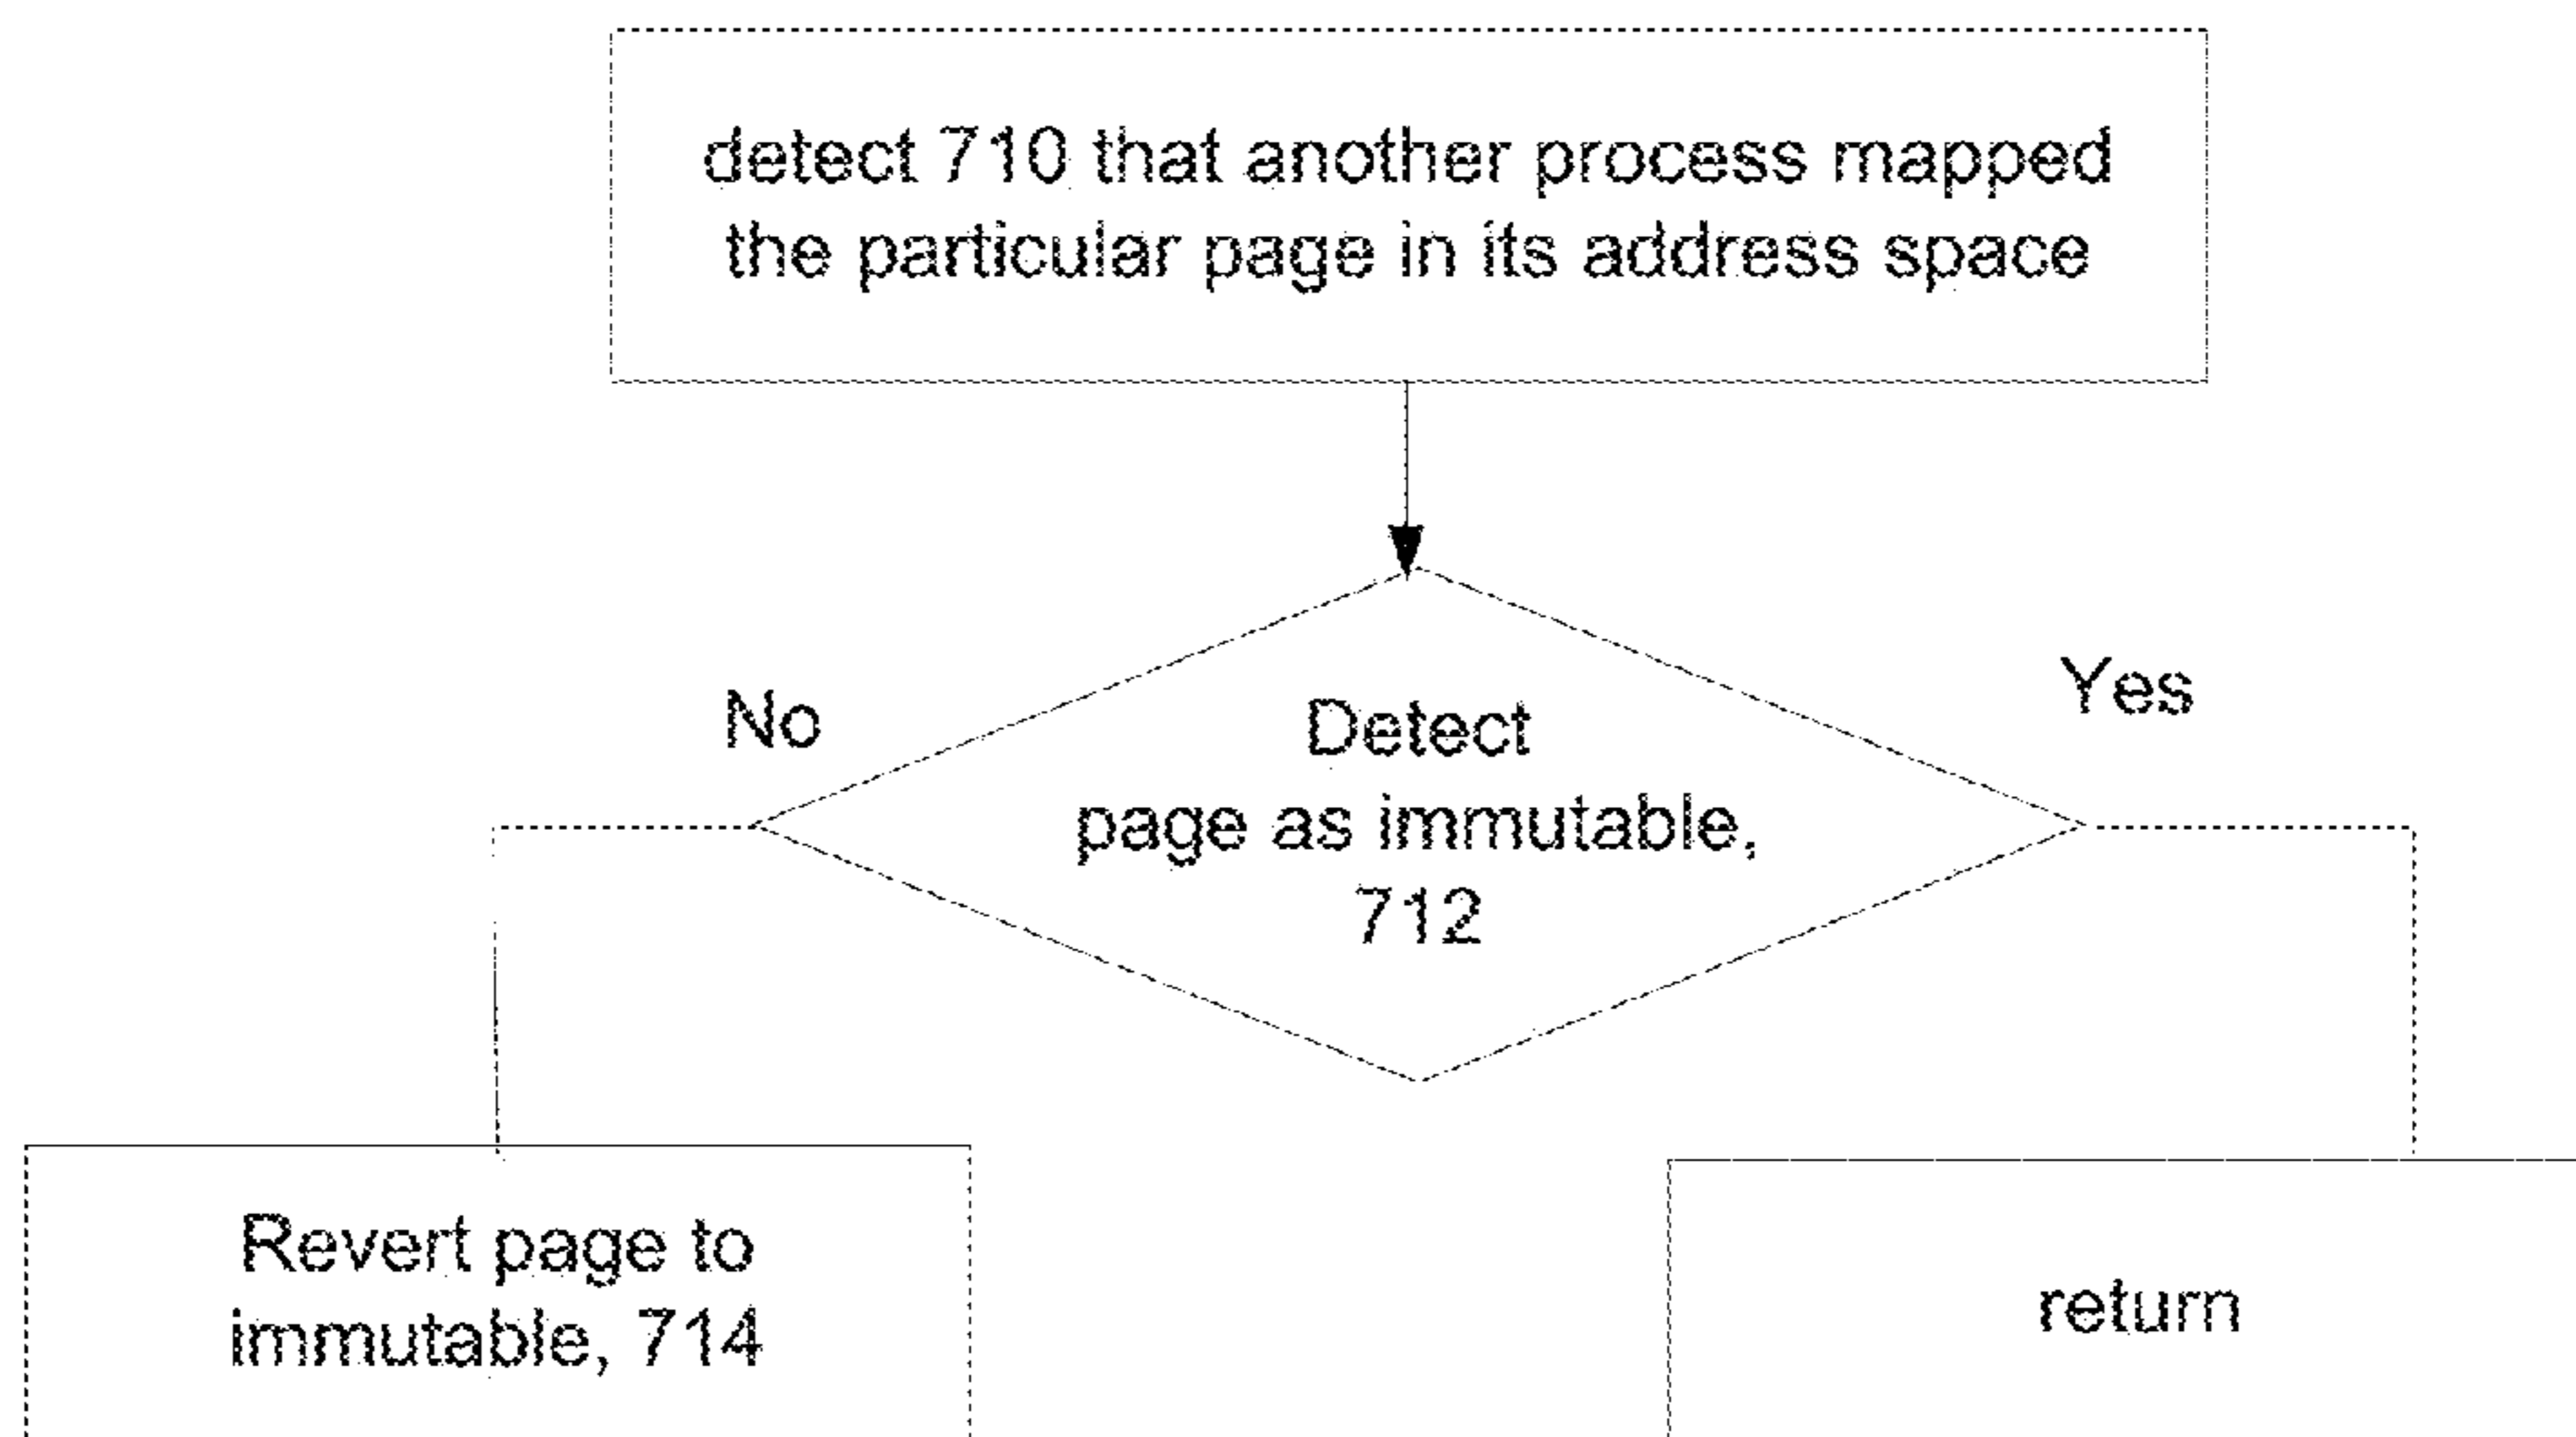 detect 710 that another process mapped
the particular page in its address space
No
Yes
Detect
page as immutable,
712
Revert page to
immutable, 714
return